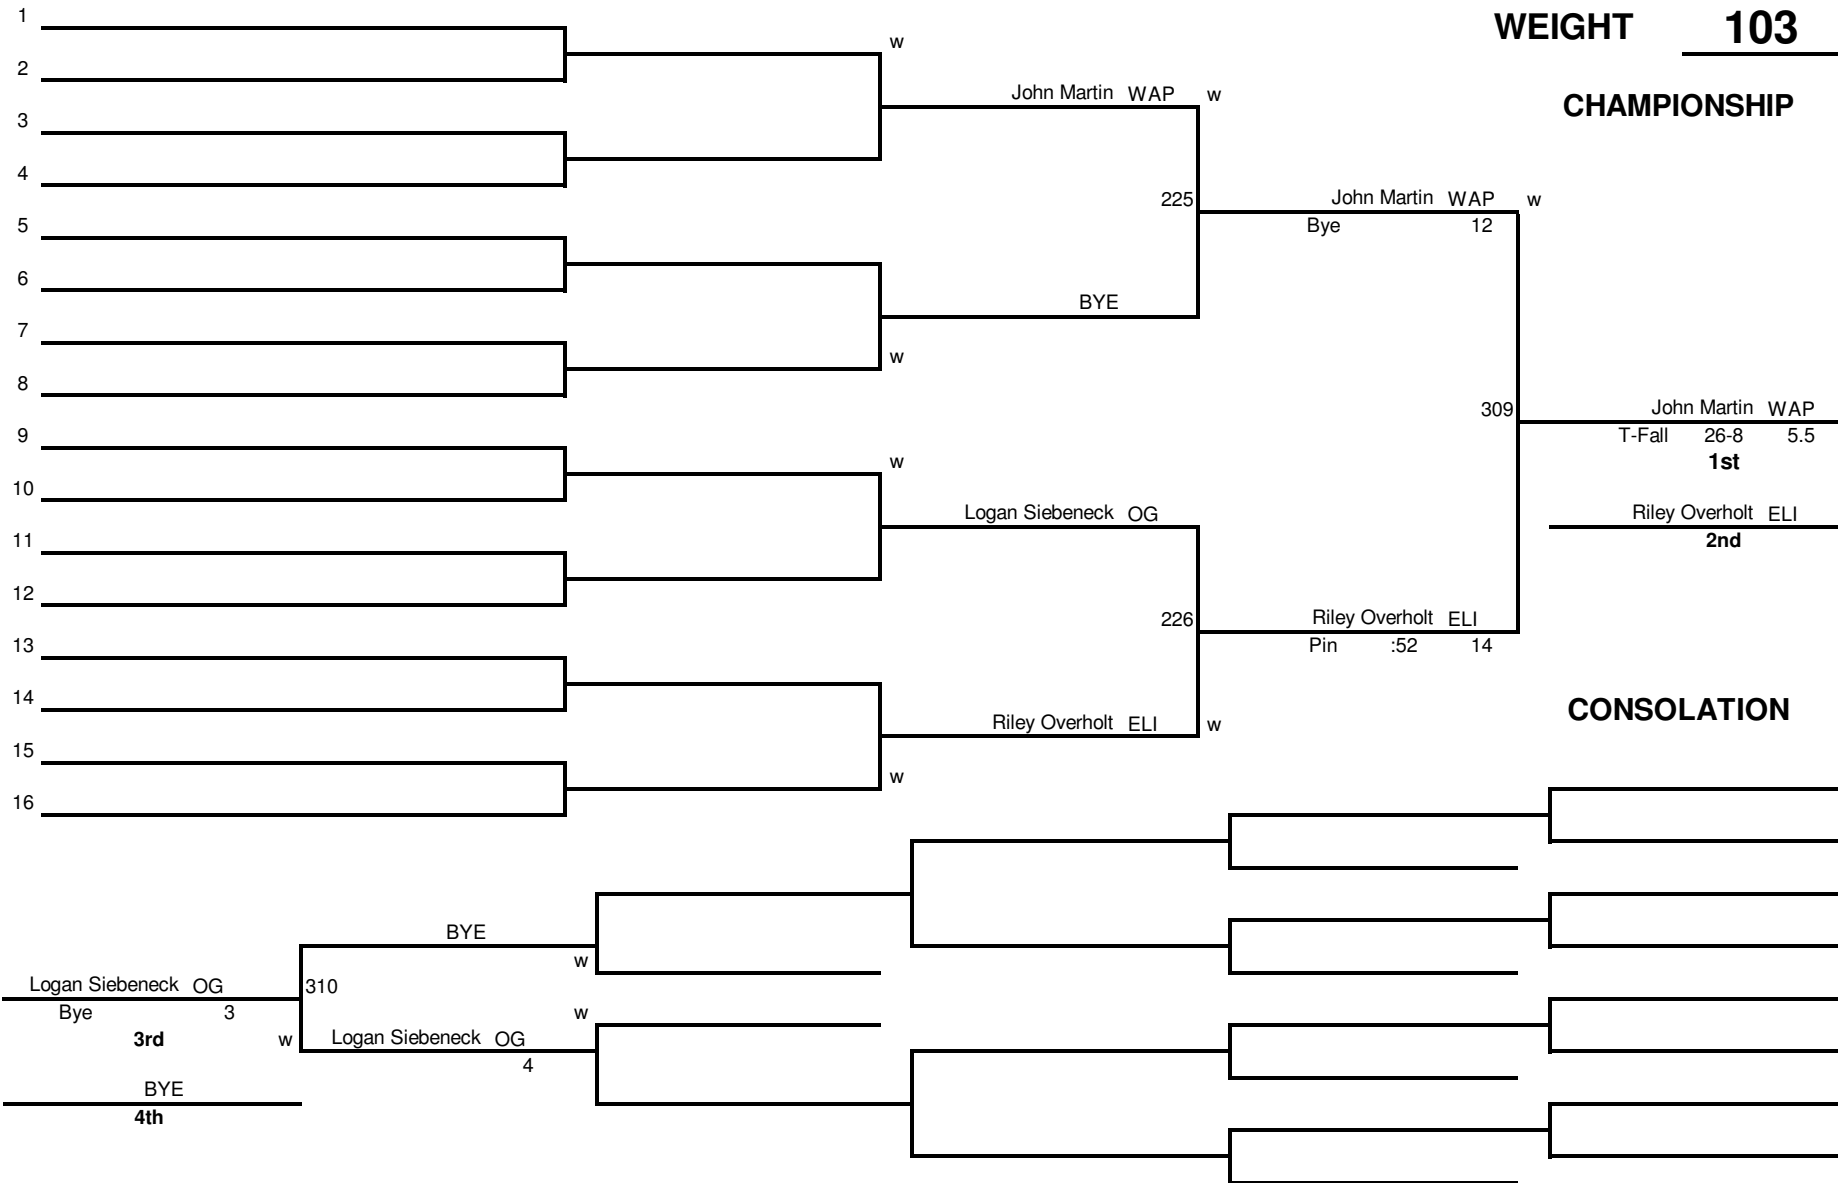 WEIGHT 103
CHAMPIONSHIP
1
2
3
4
5
6
7
8
9
10
11
12
13
14
15
16
w
w
w
w
John Martin WAP w
225
BYE
Logan Siebeneck OG
226
Riley Overholt ELI w
John Martin WAP w
Bye 12
309
Riley Overholt ELI
Pin :52 14
John Martin WAP
T-Fall 26-8 5.5
1st
Riley Overholt ELI
2nd
CONSOLATION
BYE
w
Logan Siebeneck OG
310
Bye 3
3rd
w
w
Logan Siebeneck OG
4
BYE
4th